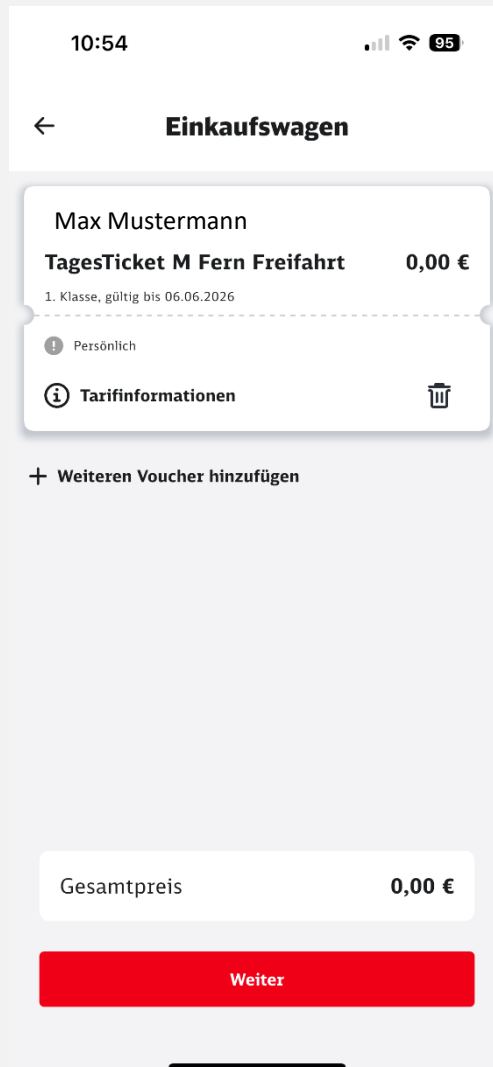 10:54
95
Einkaufswagen
Max Mustermann
TagesTicket M Fern Freifahrt 0,00 €
1. Klasse, gültig bis 06.06.2026
Persönlich
Tarifinformationen
Weiteren Voucher hinzufügen
Gesamtpreis 0,00 €
Weiter